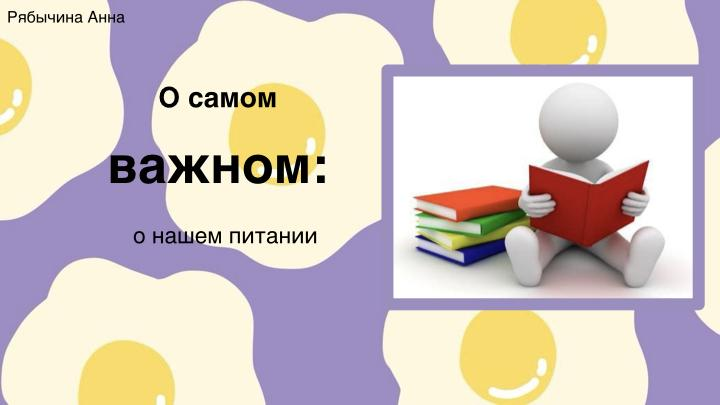 Рябычина Анна
О самом
важном:
о нашем питании